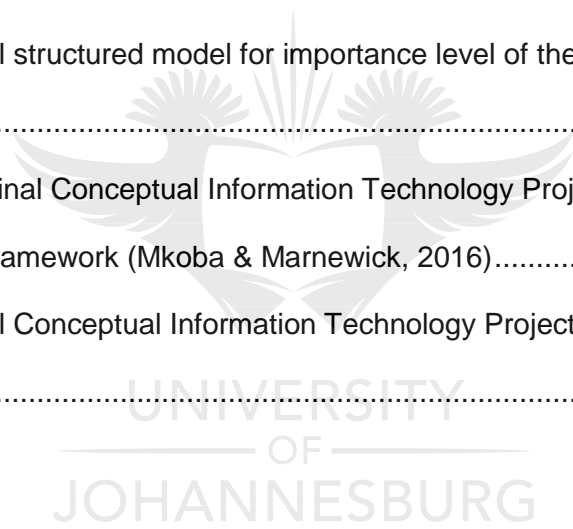 l structured model for importance level of the
........................................................................
inal Conceptual Information Technology Proj
ramework (Mkoba & Marnewick, 2016)...........
l Conceptual Information Technology Project
........................................................................
UNIVERSITY
OF
JOHANNESBURG